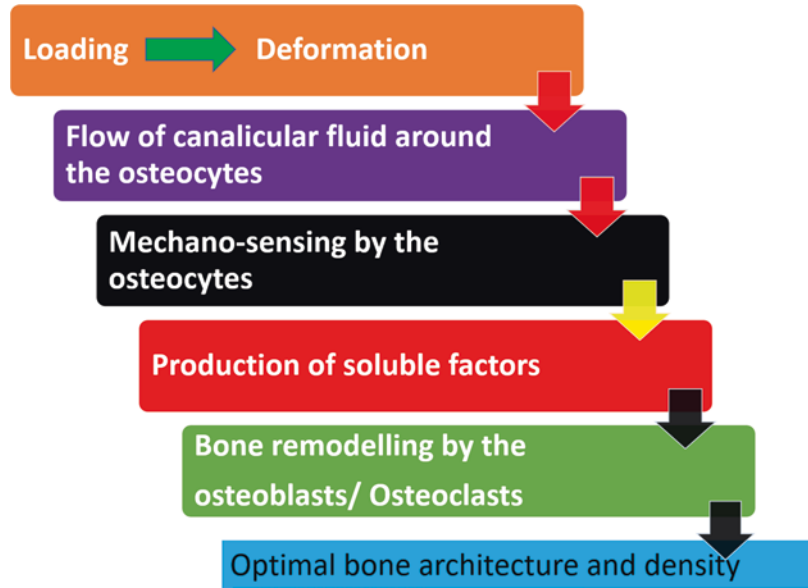 Loading Deformation
Flow of canalicular fluid around
the osteocytes
Mechano-sensing by the
osteocytes
Production of soluble factors
Bone remodelling by the
osteoblasts/ Osteoclasts
Optimal bone architecture and density